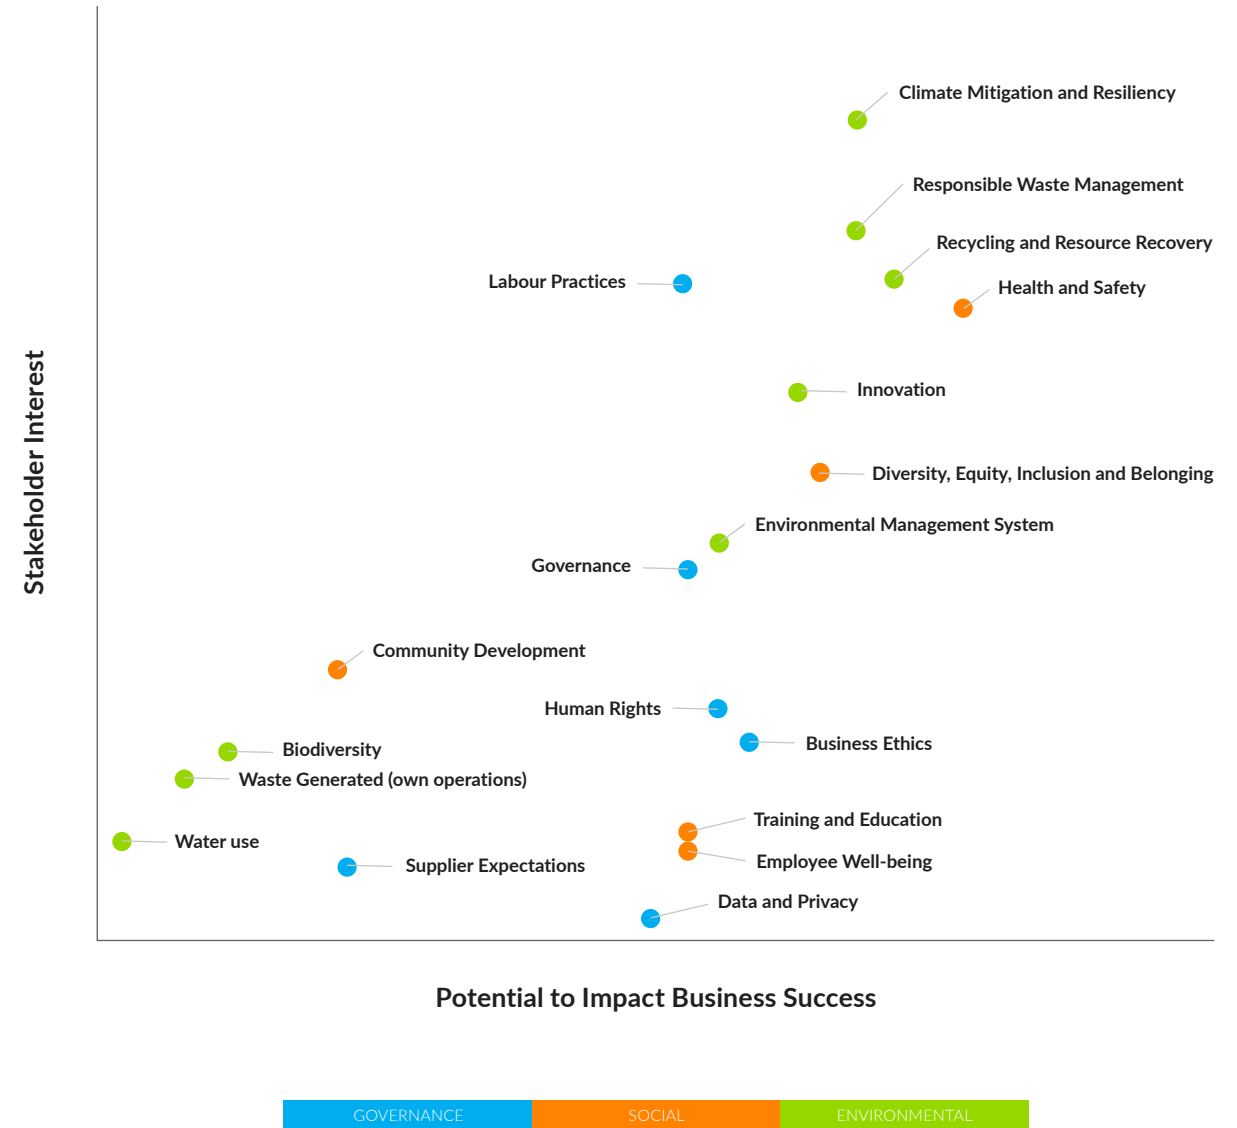 Climate Mitigation and Resiliency
Responsible Waste Management
Recycling and Resource Recovery
Labour Practices
Health and Safety
Innovation
Stakeholder Interest
Diversity, Equity, Inclusion and Belonging
Environmental Management System
Governance
Community Development
Human Rights
Business Ethics
Biodiversity
Waste Generated (own operations)
Training and Education
Water use
Employee Well-being
Supplier Expectations
Data and Privacy
Potential to Impact Business Success
GOVERNANCE
SOCIAL
ENVIRONMENTAL